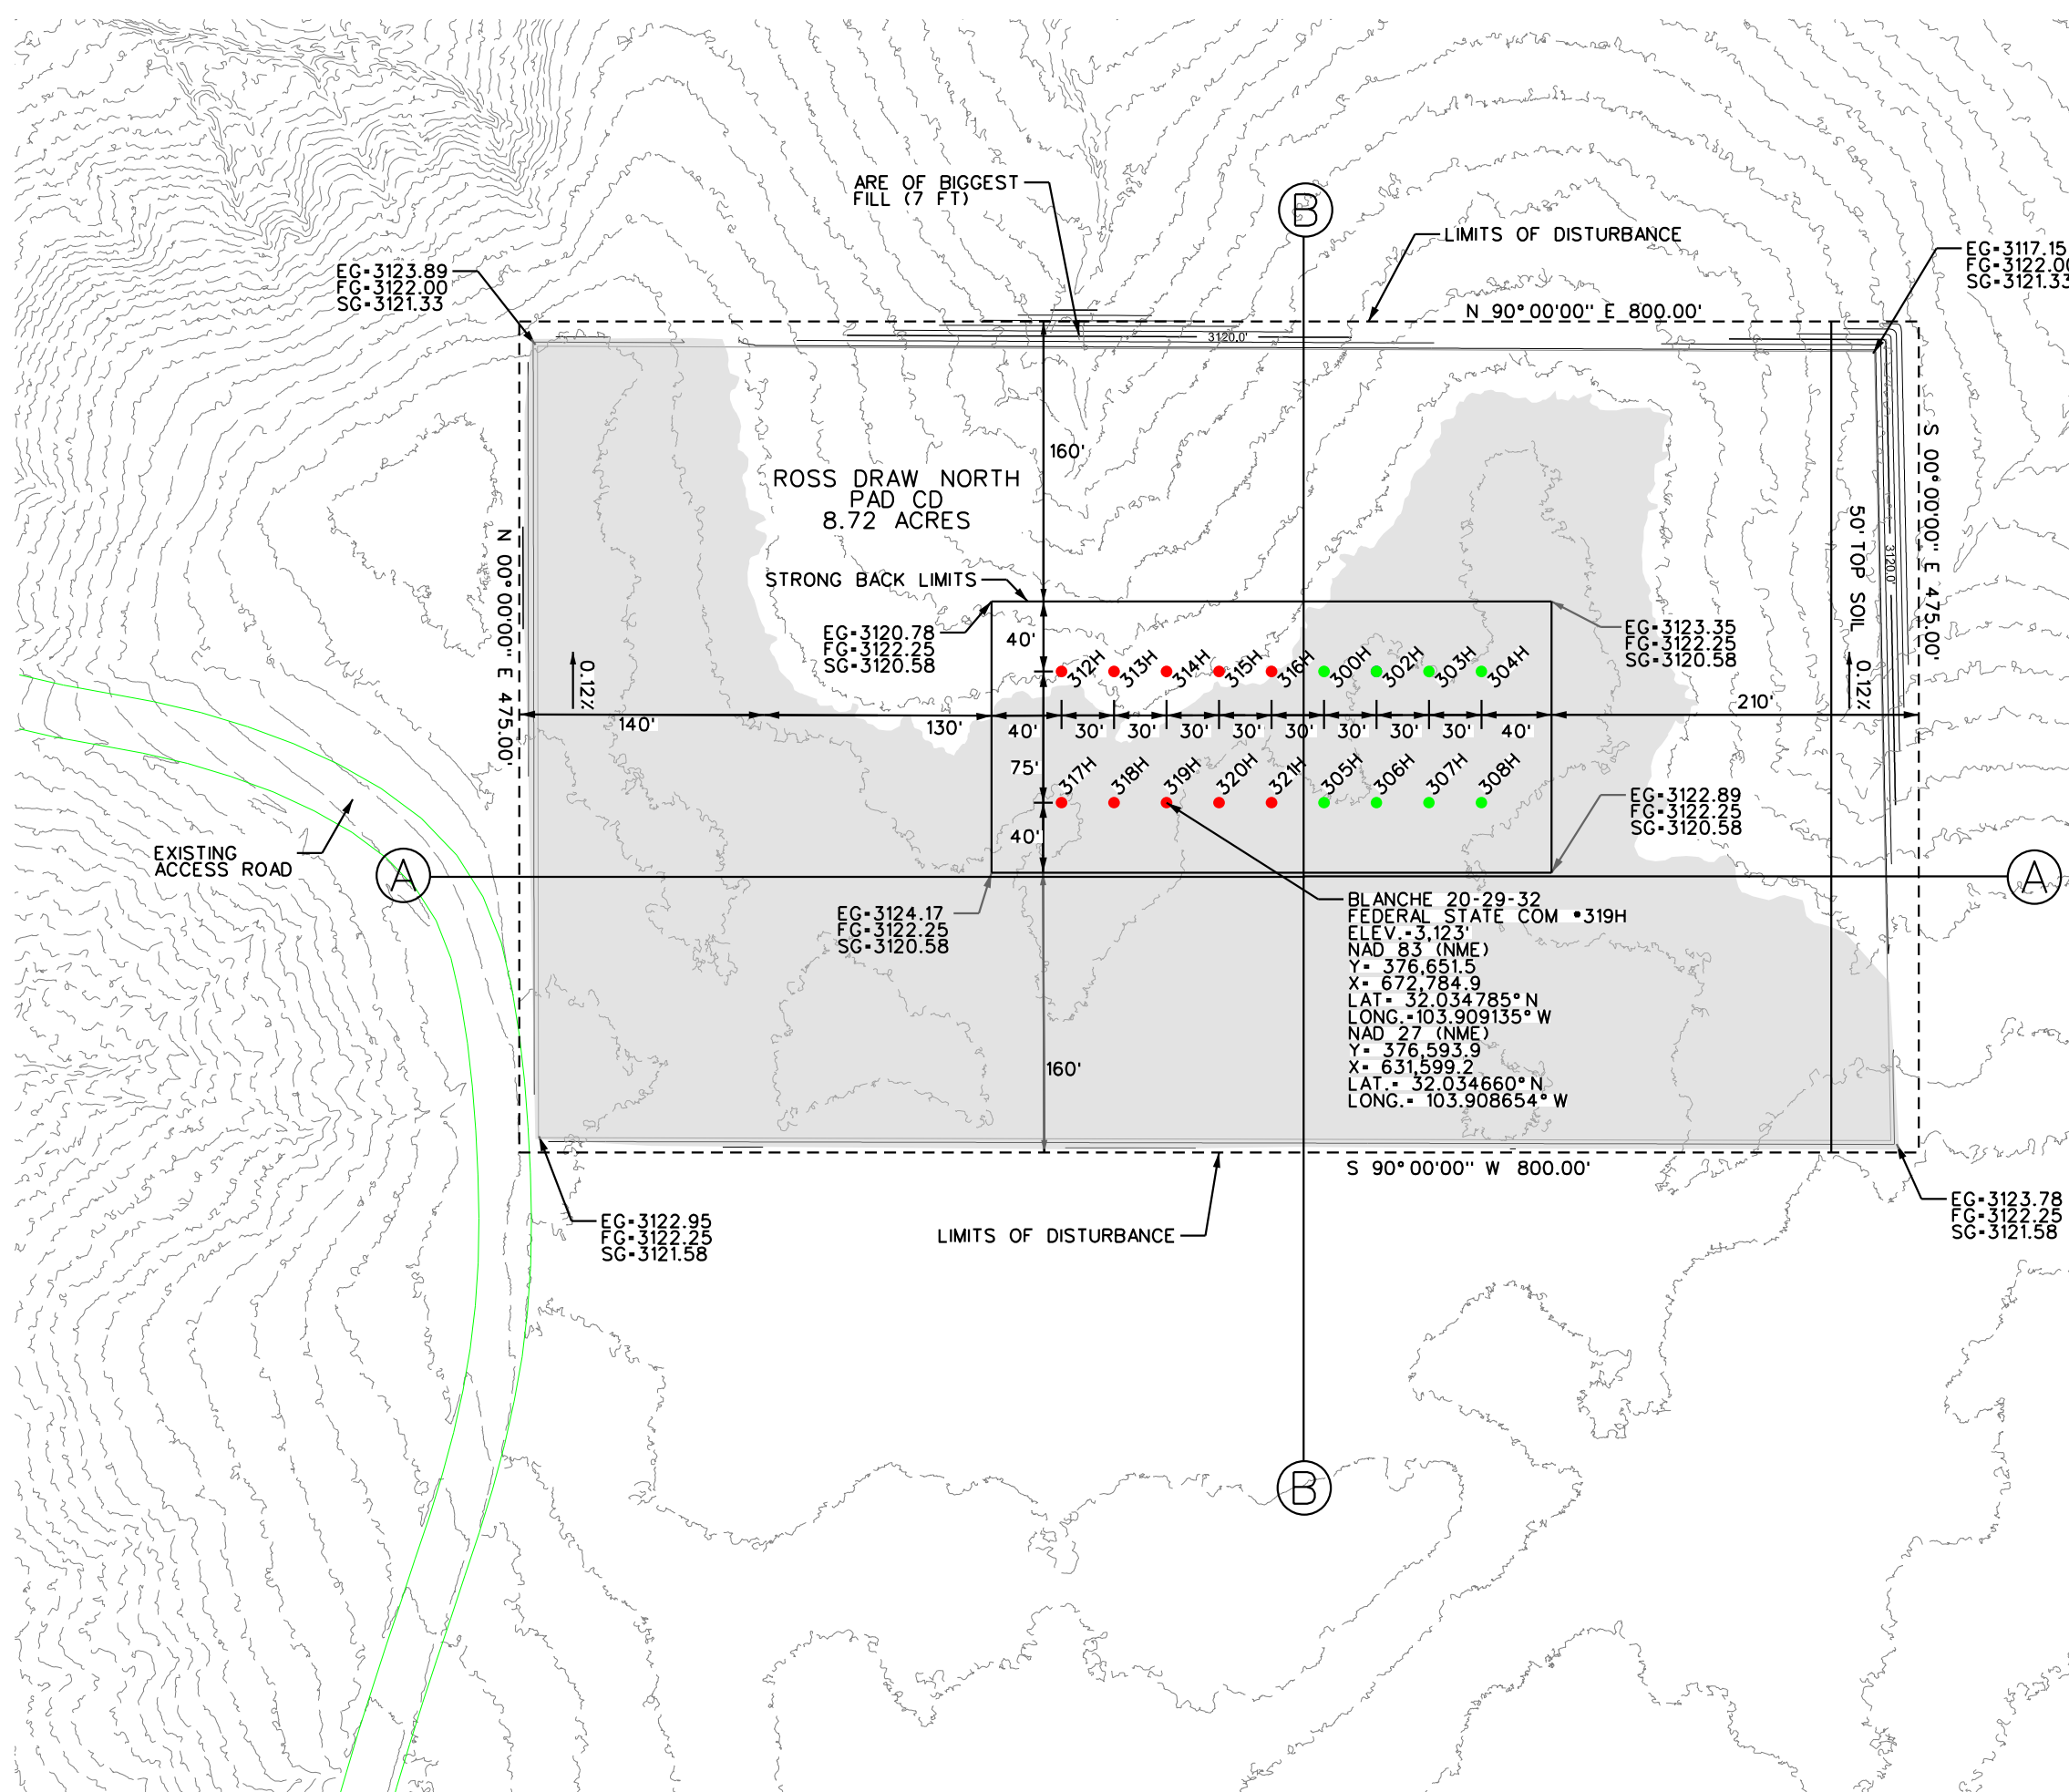 ARE OF BIGGEST
FILL (7 FT)
B
LIMITS OF DISTURBANCE
EG=3117.15
FG=3122.00
SG=3121.33
EG=3123.89
FG=3122.00
SG=3121.33
N 90°00'00" E 800.00'
3120.0'
160'
ROSS DRAW NORTH
PAD CD
8.72 ACRES
S 00°00'00" E 475.00'
50' TOP SOIL
3120.0'
N 00°00'00" E 475.00'
STRONG BACK LIMITS
EG=3120.78
FG=3122.25
SG=3120.58
40'
EG=3123.35
FG=3122.25
SG=3120.58
312H
313H
314H
315H
316H
300H
302H
303H
304H
0.12%
0.12%
140'
130'
40'
30'
30'
30'
30'
30'
30'
30'
30'
40'
210'
75'
317H
318H
319H
320H
321H
305H
306H
307H
308H
40'
EG=3122.89
FG=3122.25
SG=3120.58
EXISTING
ACCESS ROAD
A
A
EG=3124.17
FG=3122.25
SG=3120.58
BLANCHE 20-29-32
FEDERAL STATE COM •319H
ELEV.=3,123'
NAD 83 (NME)
Y= 376,651.5
X= 672,784.9
LAT= 32.034785° N
LONG.=103.909135° W
NAD 27 (NME)
Y= 376,593.9
X= 631,599.2
LAT.= 32.034660° N
LONG.= 103.908654° W
160'
S 90°00'00" W 800.00'
EG=3122.95
FG=3122.25
SG=3121.58
LIMITS OF DISTURBANCE
EG=3123.78
FG=3122.25
SG=3121.58
B